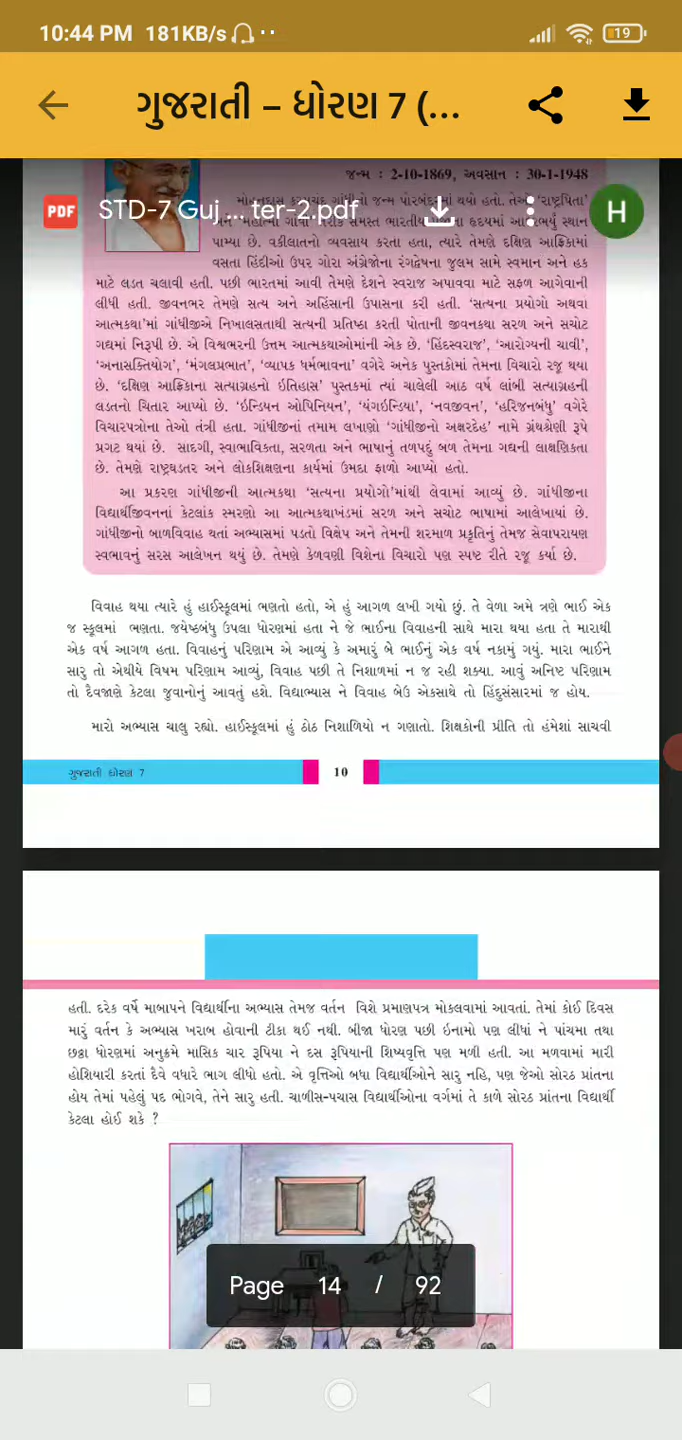 10:44 PM 181KB/s
19
ગુજરાતી – ધોરણ 7 (...
જન્મ : 2-10-1869, અવસાન : 30-1-1948
PDF STD-7 Guj ... ter-2.pdf H
વસતા હિંદીઓ ઉપર ગોરા અંગ્રેજોના રંગદ્વેષના જુલમ સામે સ્વમાન અને હક
પામ્યા છે. વકીલાતનો વ્યવસાય કરતા હતા, ત્યારે તેમણે દક્ષિણ આફ્રિકામાં
માટે લડત ચલાવી હતી. પછી ભારતમાં આવી તેમણે દેશને સ્વરાજ અપાવવા માટે સફળ આગેવાની
લીધી હતી. જીવનભર તેમણે સત્ય અને અહિંસાની ઉપાસના કરી હતી. 'સત્યના પ્રયોગો અથવા
આત્મકથા'માં ગાંધીજીએ નિખાલસતાથી સત્યની પ્રતિષ્ઠા કરતી પોતાની જીવનકથા સરળ અને સચોટ
ગદ્યમાં નિરૂપી છે. એ વિશ્વભરની ઉત્તમ આત્મકથાઓમાંની એક છે. 'હિંદસ્વરાજ', 'આરોગ્યની ચાવી',
'અનાસક્તિયોગ', 'મંગલપ્રભાત', 'વ્યાપક ધર્મભાવના' વગેરે અનેક પુસ્તકોમાં તેમના વિચારો રજૂ થયા
છે. 'દક્ષિણ આફ્રિકાના સત્યાગ્રહનો ઇતિહાસ' પુસ્તકમાં ત્યાં ચાલેલી આઠ વર્ષ લાંબી સત્યાગ્રહની
લડતનો ચિતાર આપ્યો છે. 'ઇન્ડિયન ઓપિનિયન', 'યંગઇન્ડિયા', 'નવજીવન', 'હરિજનબંધુ' વગેરે
વિચારપત્રોના તેઓ તંત્રી હતા. ગાંધીજીનાં તમામ લખાણો 'ગાંધીજીનો અક્ષરદેહ' નામે ગ્રંથશ્રેણી રૂપે
પ્રગટ થયાં છે. સાદગી, સ્વાભાવિકતા, સરળતા અને ભાષાનું તળપદું બળ તેમના ગદ્યની લાક્ષણિકતા
છે. તેમણે રાષ્ટ્રઘડતર અને લોકશિક્ષણના કાર્યમાં ઉમદા ફાળો આપ્યો હતો.
આ પ્રકરણ ગાંધીજીની આત્મકથા 'સત્યના પ્રયોગો'માંથી લેવામાં આવ્યું છે. ગાંધીજીના
વિદ્યાર્થીજીવનનાં કેટલાંક સ્મરણો આ આત્મકથાખંડમાં સરળ અને સચોટ ભાષામાં આલેખાયાં છે.
ગાંધીજીનો બાળવિવાહ થતાં અભ્યાસમાં પડતો વિક્ષેપ અને તેમની શરમાળ પ્રકૃતિનું તેમજ સેવાપરાયણ
સ્વભાવનું સરસ આલેખન થયું છે. તેમણે કેળવણી વિશેના વિચારો પણ સ્પષ્ટ રીતે રજૂ કર્યા છે.
વિવાહ થયા ત્યારે હું હાઈસ્કૂલમાં ભણતો હતો, એ હું આગળ લખી ગયો છું. તે વેળા અમે ત્રણે ભાઈ એક
જ સ્કૂલમાં ભણતા. જ્યેષ્ઠબંધુ ઉપલા ધોરણમાં હતા ને જે ભાઈના વિવાહની સાથે મારા થયા હતા તે મારાથી
એક વર્ષ આગળ હતા. વિવાહનું પરિણામ એ આવ્યું કે અમારું બે ભાઈનું એક વર્ષ નકામું ગયું. મારા ભાઈને
સારુ તો એથીયે વિષમ પરિણામ આવ્યું, વિવાહ પછી તે નિશાળમાં ન જ રહી શક્યા. આવું અનિષ્ટ પરિણામ
તો દૈવજાણે કેટલા જુવાનોનું આવતું હશે. વિદ્યાભ્યાસ ને વિવાહ બેઉ એકસાથે તો હિંદુસંસારમાં જ હોય.
મારો અભ્યાસ ચાલુ રહ્યો. હાઈસ્કૂલમાં હું ઠોઠ નિશાળિયો ન ગણાતો. શિક્ષકોની પ્રીતિ તો હંમેશાં સાચવી
ગુજરાતી ધોરણ 7 10
હતી. દરેક વર્ષે માબાપને વિદ્યાર્થીના અભ્યાસ તેમજ વર્તન વિશે પ્રમાણપત્ર મોકલવામાં આવતાં. તેમાં કોઈ દિવસ
મારું વર્તન કે અભ્યાસ ખરાબ હોવાની ટીકા થઈ નથી. બીજા ધોરણ પછી ઇનામો પણ લીધાં ને પાંચમા તથા
છઠ્ઠા ધોરણમાં અનુક્રમે માસિક ચાર રૂપિયા ને દસ રૂપિયાની શિષ્યવૃત્તિ પણ મળી હતી. આ મળવામાં મારી
હોશિયારી કરતાં દૈવે વધારે ભાગ લીધો હતો. એ વૃત્તિઓ બધા વિદ્યાર્થીઓને સારુ નહિ, પણ જેઓ સોરઠ પ્રાંતના
હોય તેમાં પહેલું પદ ભોગવે, તેને સારુ હતી. ચાળીસ-પચાસ વિદ્યાર્થીઓના વર્ગમાં તે કાળે સોરઠ પ્રાંતના વિદ્યાર્થી
કેટલા હોઈ શકે ?
Page 14 / 92